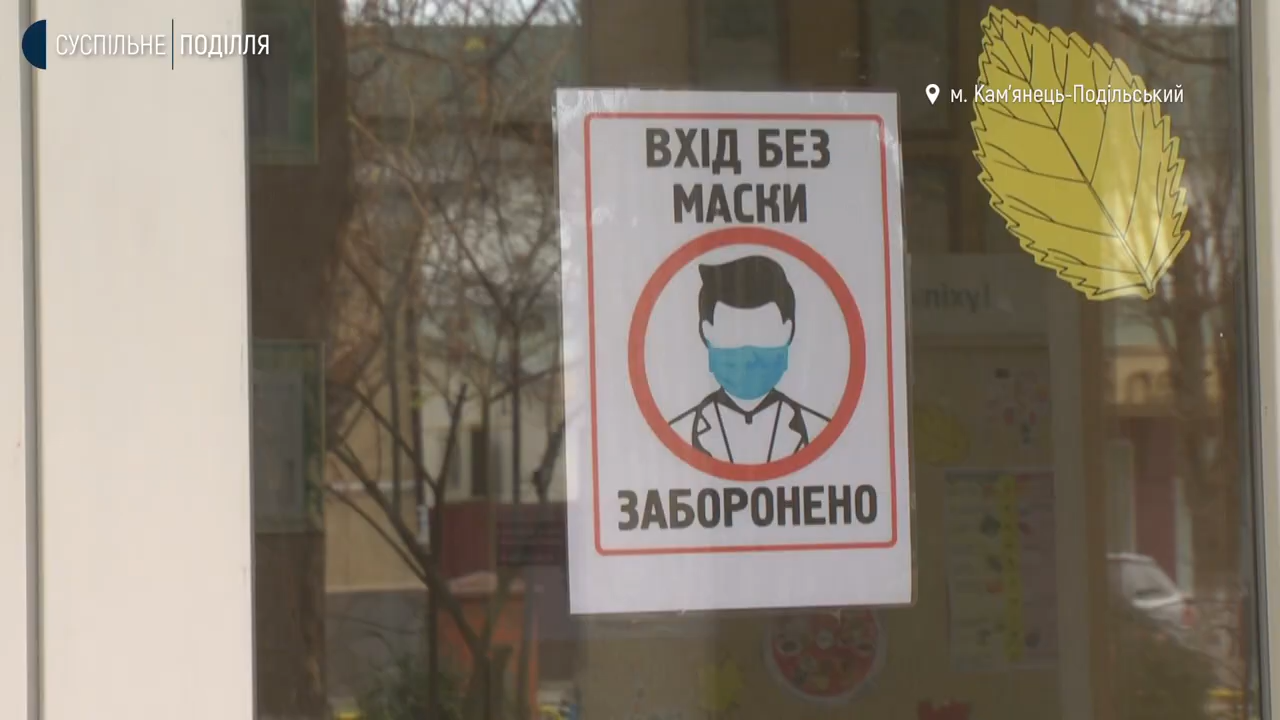 СУСПІЛЬНЕ ПОДІЛЛЯ
м. Кам'янець-Подільський
ВХІД БЕЗ
МАСКИ
ЗАБОРОНЕНО